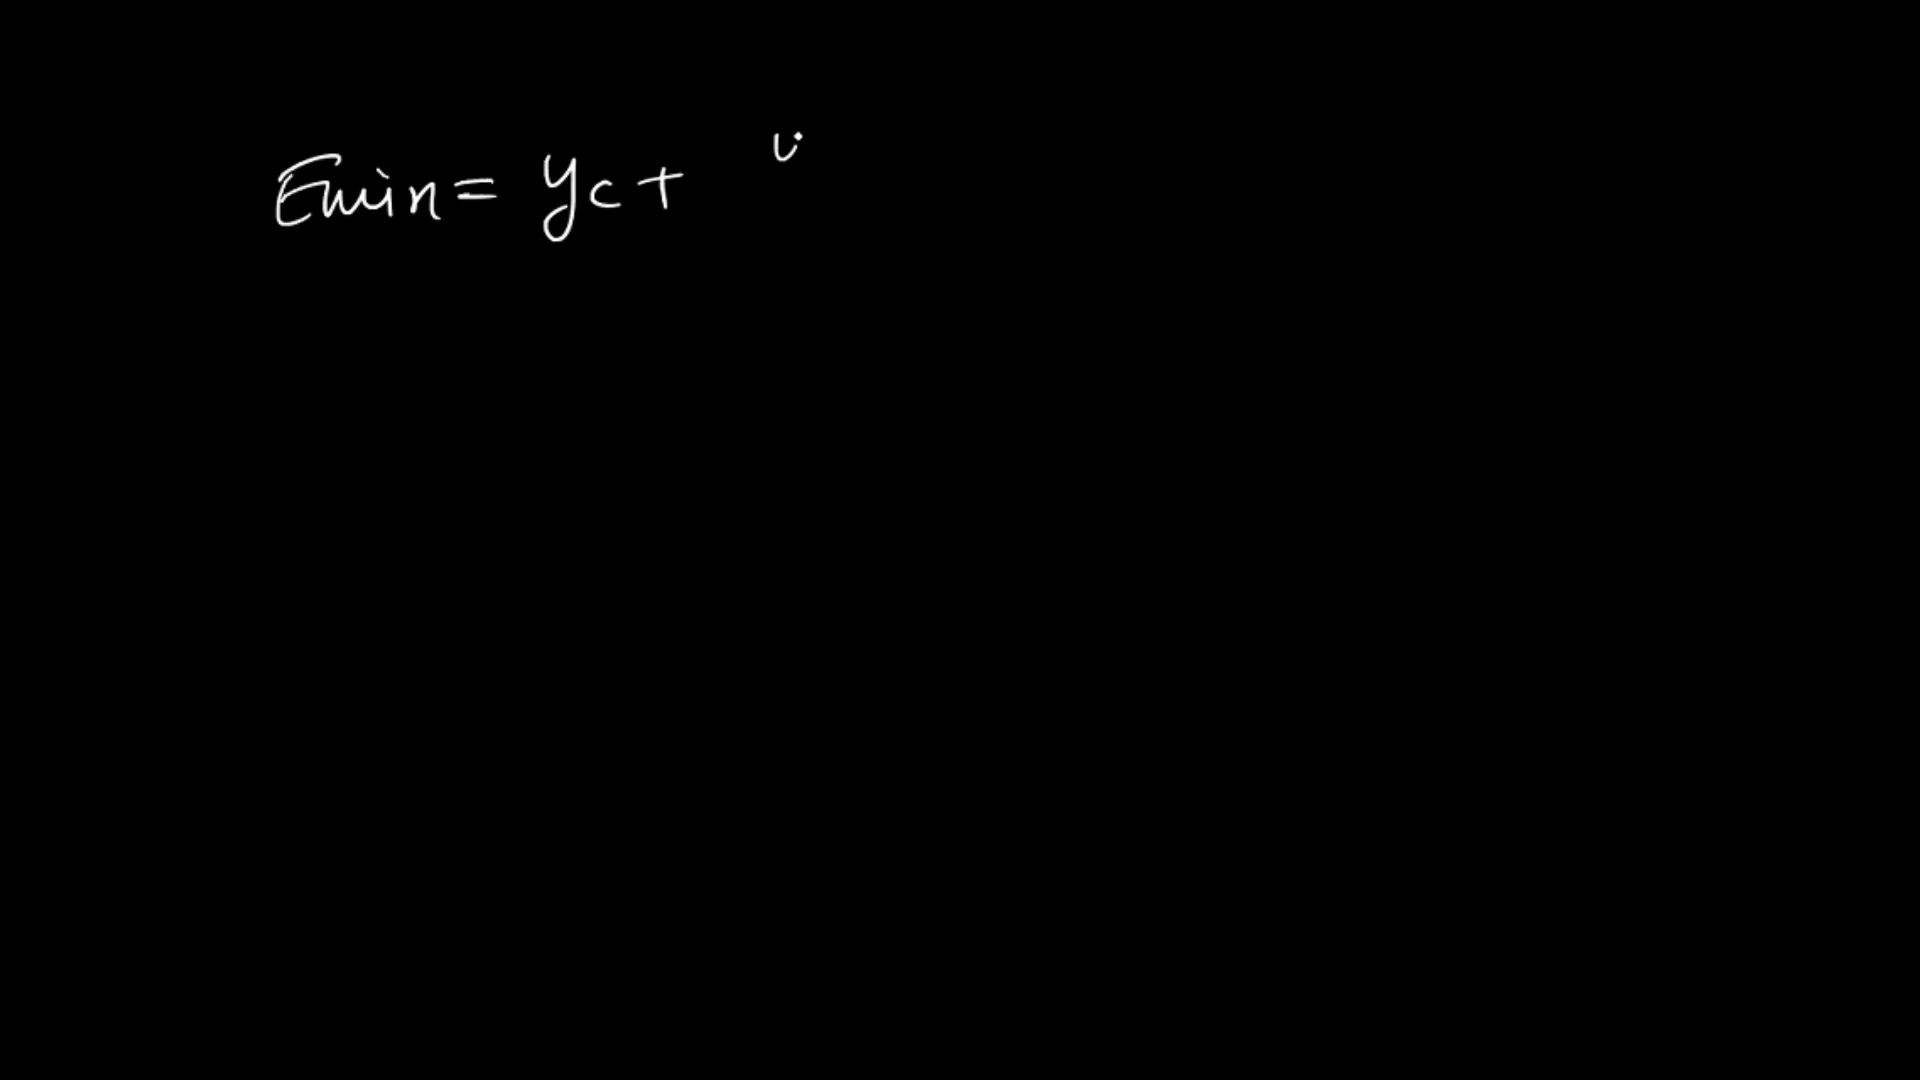 Emin = yc +